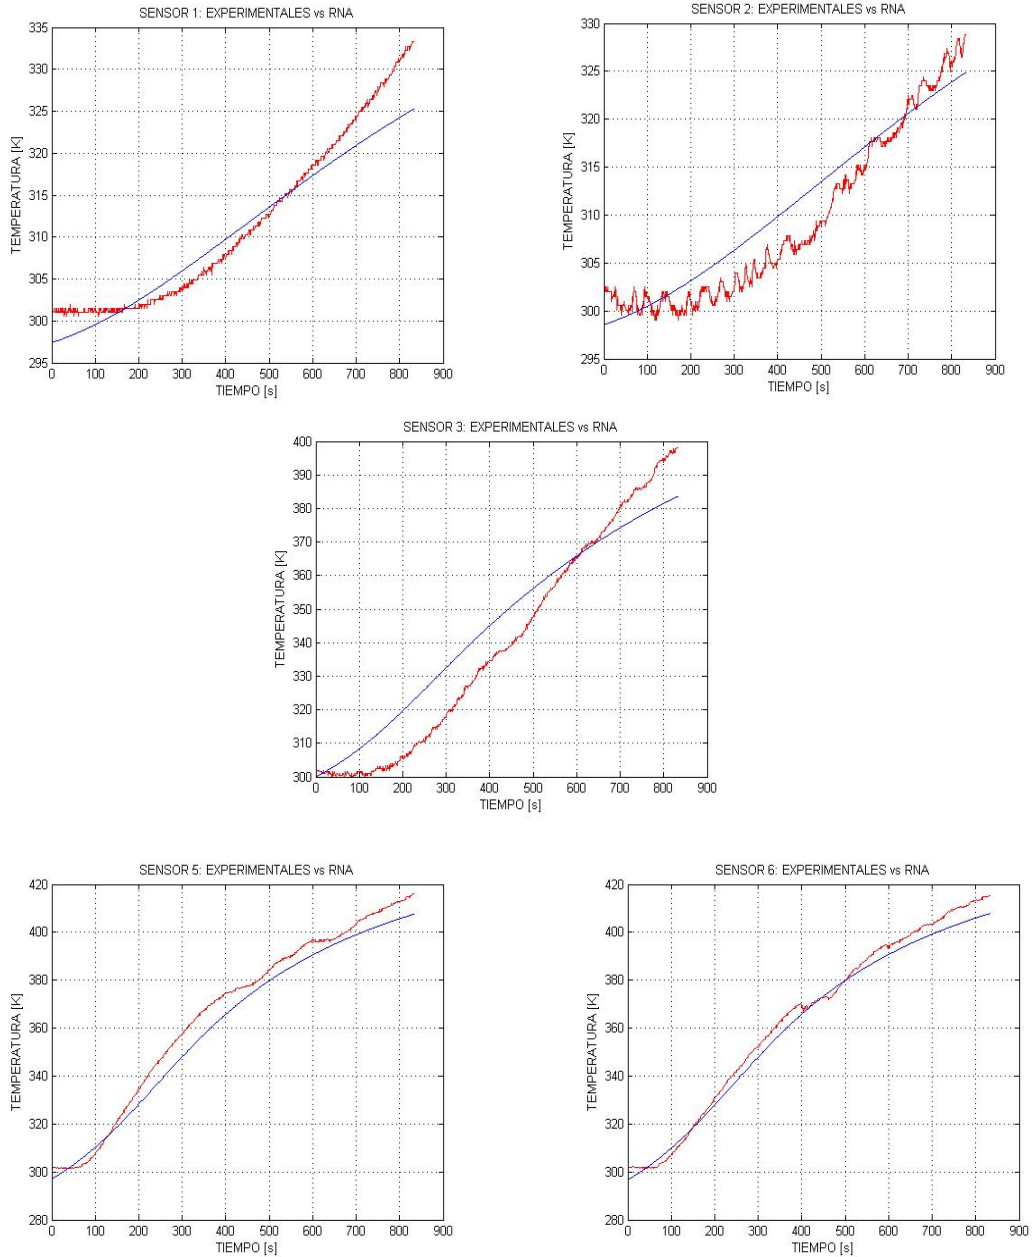 SENSOR 1: EXPERIMENTALES vs RNA
335
330
325
320
315
310
305
300
295
TEMPERATURA [K]
0 100 200 300 400 500 600 700 800 900
TIEMPO [s]
SENSOR 2: EXPERIMENTALES vs RNA
330
325
320
315
310
305
300
295
TEMPERATURA [K]
0 100 200 300 400 500 600 700 800 900
TIEMPO [s]
SENSOR 3: EXPERIMENTALES vs RNA
400
390
380
370
360
350
340
330
320
310
300
TEMPERATURA [K]
0 100 200 300 400 500 600 700 800 900
TIEMPO [s]
SENSOR 5: EXPERIMENTALES vs RNA
420
400
380
360
340
320
300
280
TEMPERATURA [K]
0 100 200 300 400 500 600 700 800 900
TIEMPO [s]
SENSOR 6: EXPERIMENTALES vs RNA
420
400
380
360
340
320
300
280
TEMPERATURA [K]
0 100 200 300 400 500 600 700 800 900
TIEMPO [s]